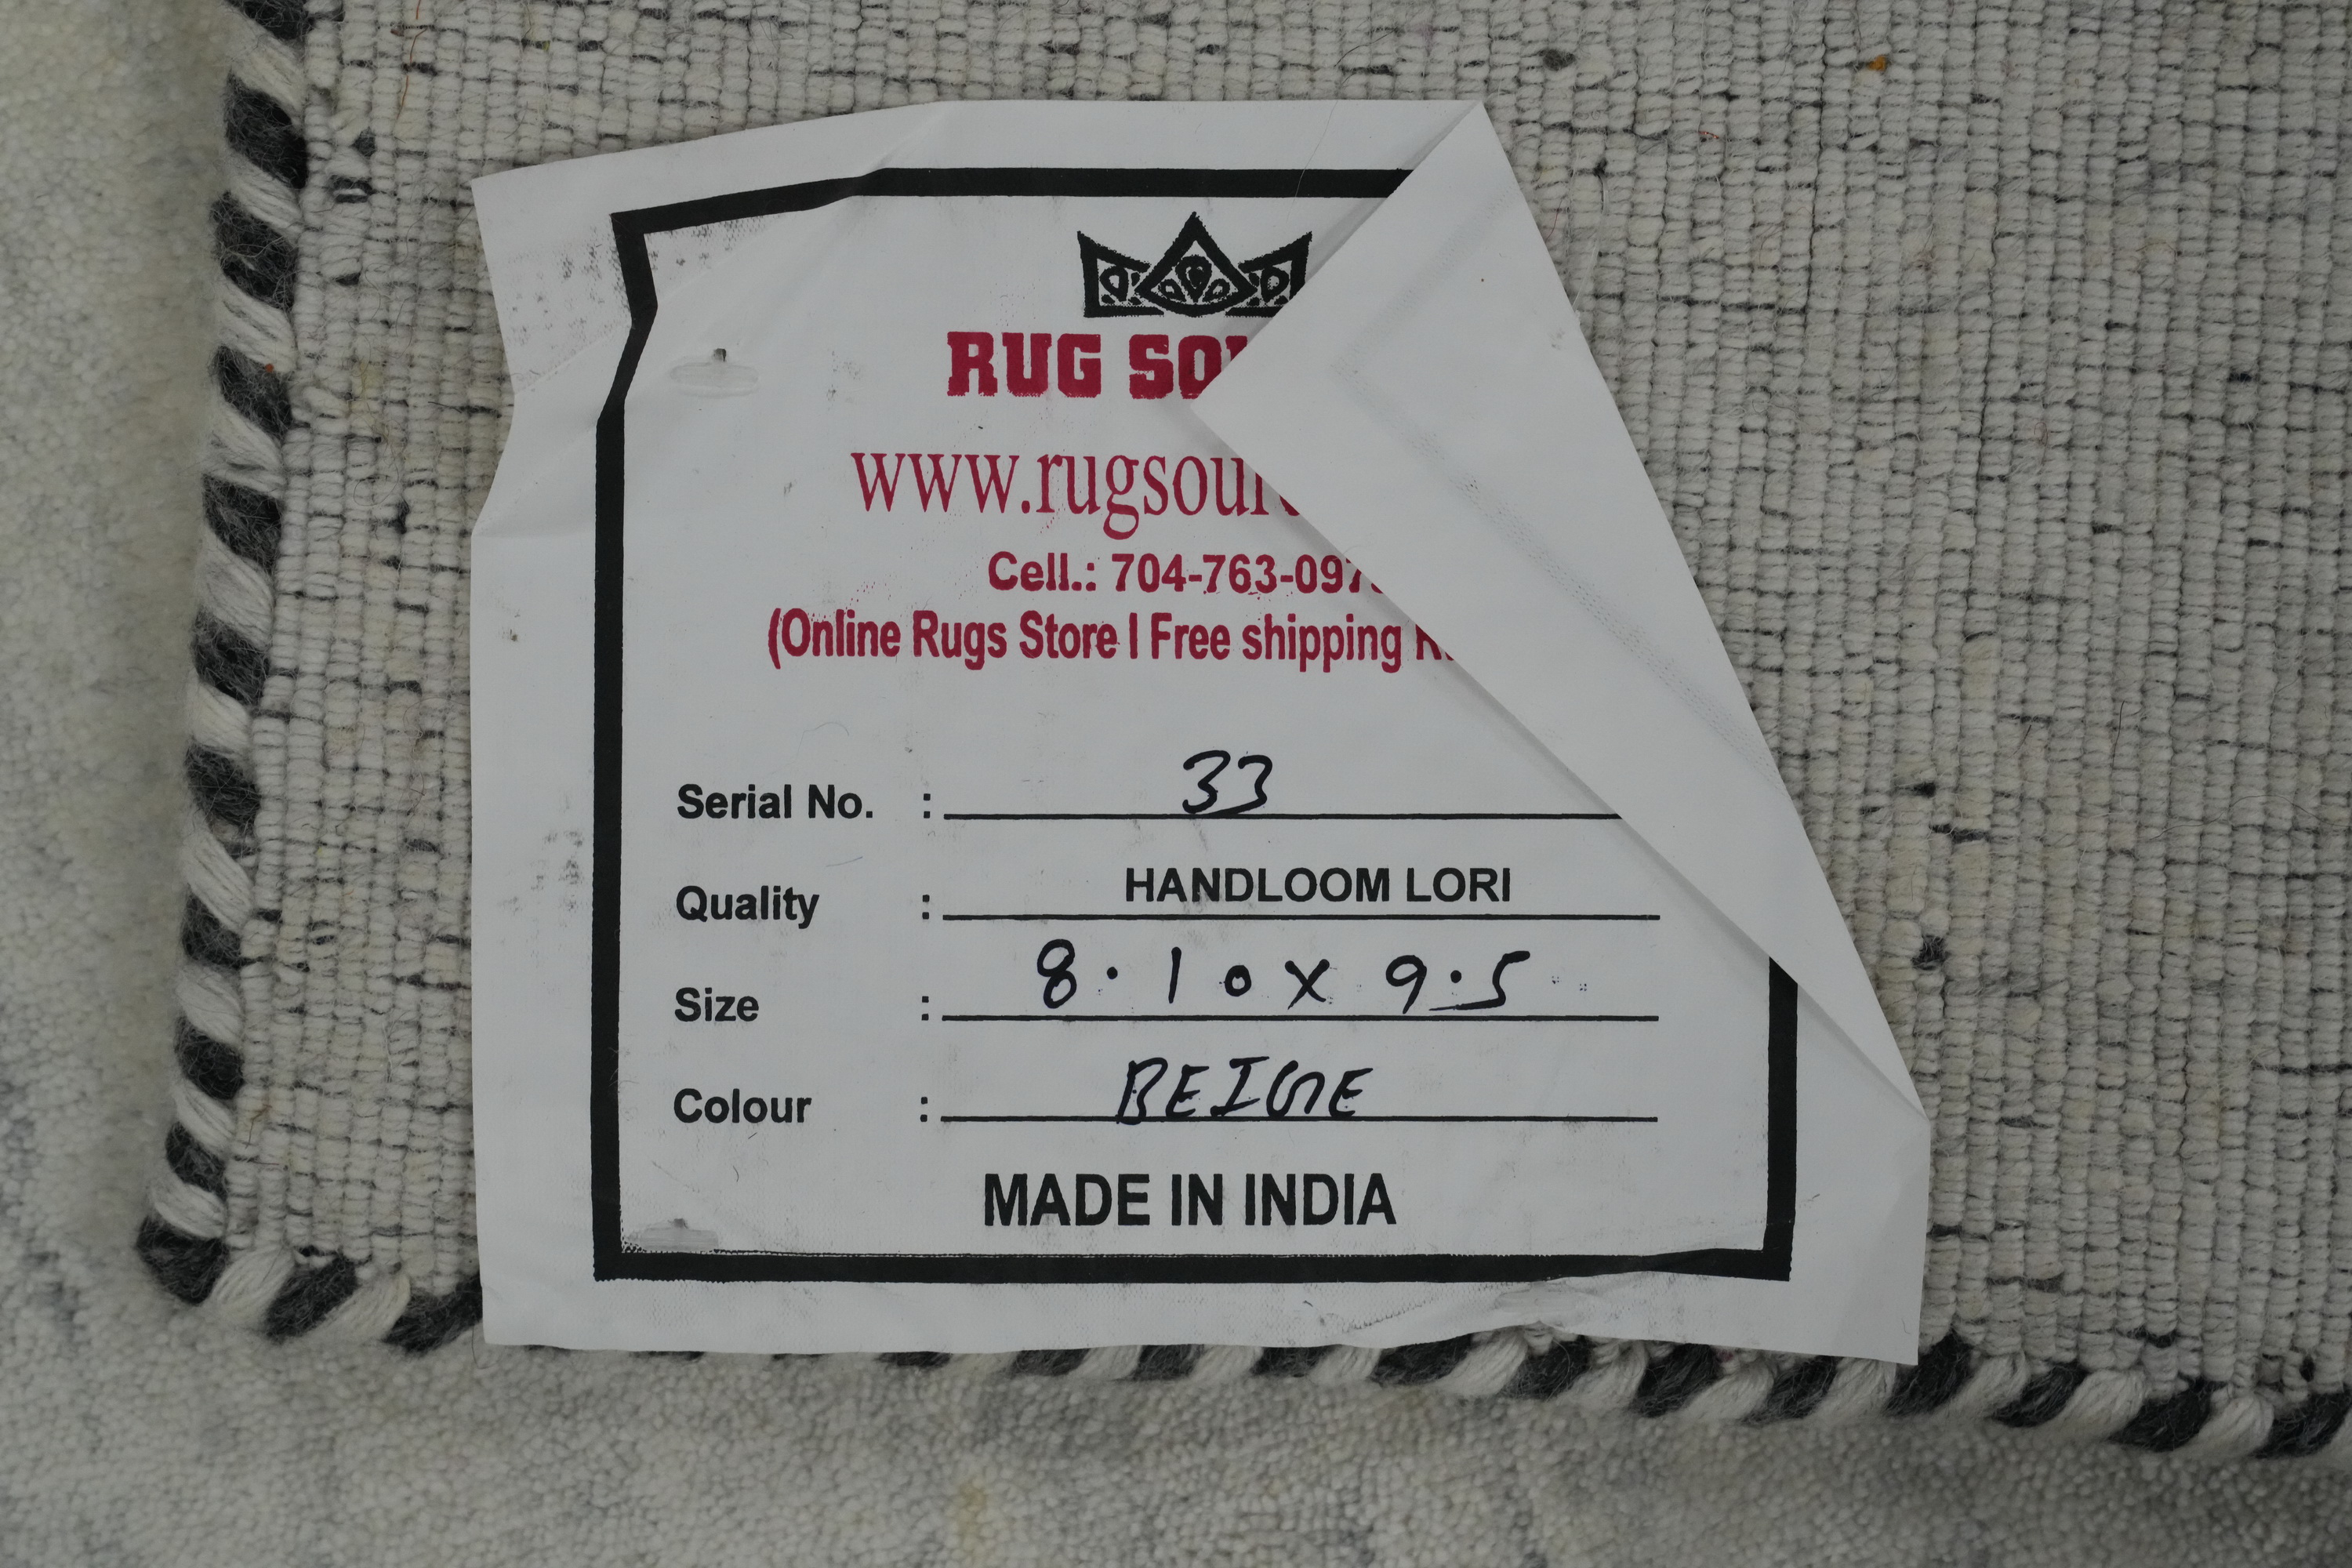 RUG
www.rugsour
Cell.: 704-763-097
(Online Rugs Store | Free shipping
Serial No. : 33
Quality : HANDLOOM LORI
Size : 8.10 x 9.5
Colour : BEIGE
MADE IN INDIA